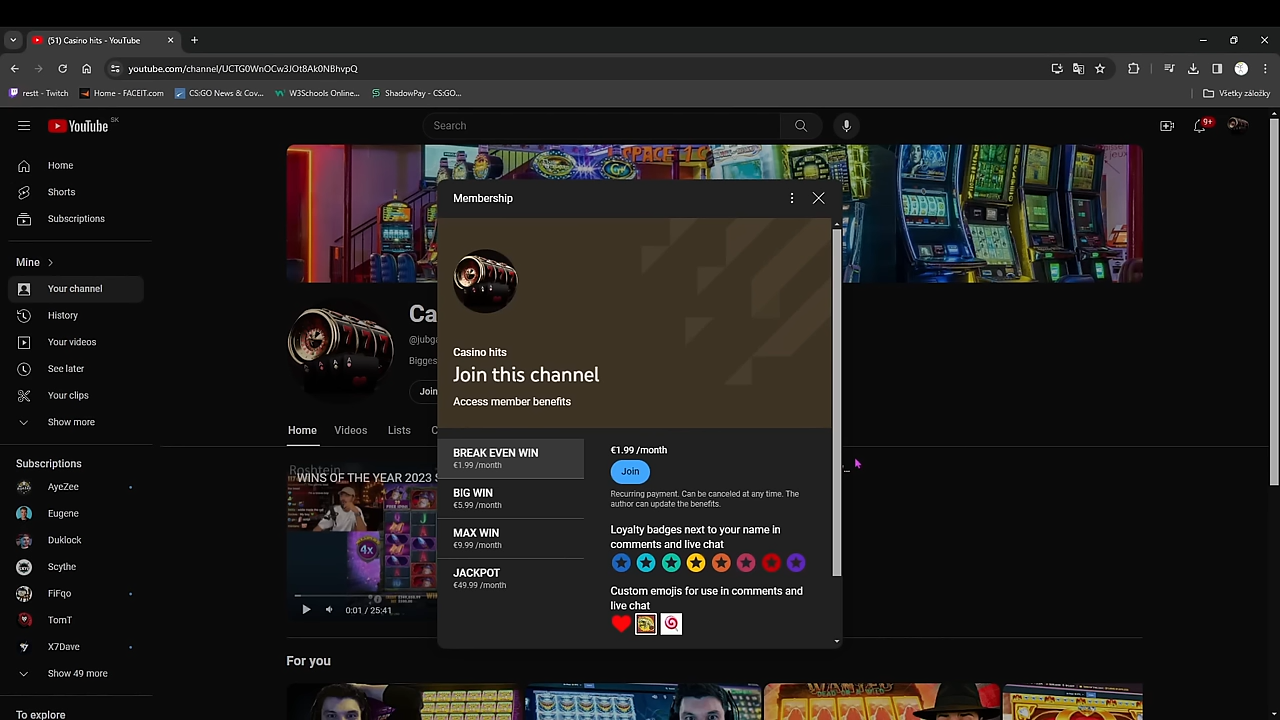 (51) Casino hits - YouTube
youtube.com/channel/UCTG0WnOCw3JOt8Ak0NBhvpQ
restt - Twitch
Home - FACEIT.com
CS:GO News & Cov...
W3Schools Online...
ShadowPay - CS:GO...
Všetky záložky
YouTube SK
Search
9+
Home
Shorts
Subscriptions
Mine
Your channel
History
Your videos
See later
Your clips
Show more
Subscriptions
AyeZee
Eugene
Duklock
Scythe
FiFqo
TomT
X7Dave
Show 49 more
To explore
Ca
Biggest
Join
Home
Videos
Lists
C
Roshtein
WINS OF THE YEAR 2023 S
4x
0:01 / 25:41
For you
Membership
Casino hits
Join this channel
Access member benefits
BREAK EVEN WIN
€1.99 /month
BIG WIN
€5.99 /month
MAX WIN
€9.99 /month
JACKPOT
€49.99 /month
€1.99 /month
Join
Recurring payment. Can be canceled at any time. The
author can update the benefits.
Loyalty badges next to your name in
comments and live chat
Custom emojis for use in comments and
live chat